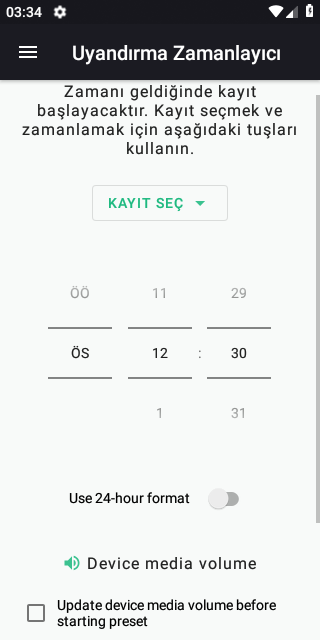 03:34
Uyandırma Zamanlayıcı
Zamanı geldiğinde kayıt
başlayacaktır. Kayıt seçmek ve
zamanlamak için aşağıdaki tuşları
kullanın.
KAYIT SEÇ
ÖÖ 11 29
ÖS 12 : 30
1 31
Use 24-hour format
Device media volume
Update device media volume before
starting preset